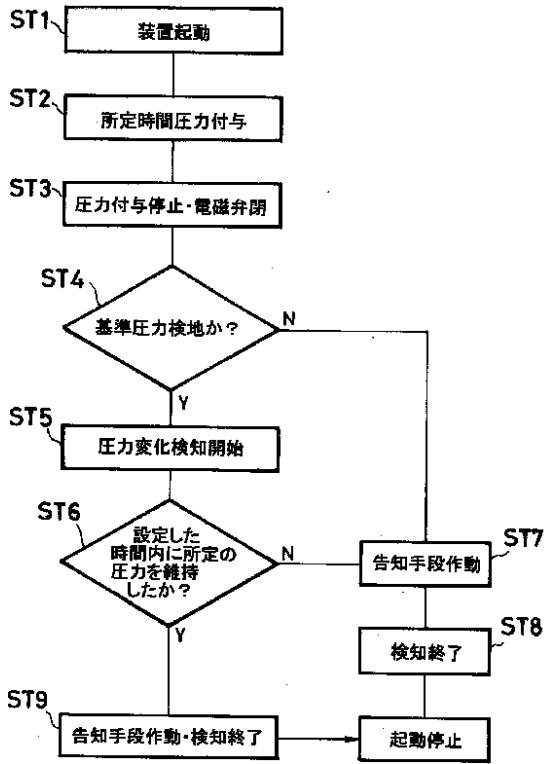 ST1
装置起動
ST2
所定時間圧力付与
ST3
圧力付与停止・電磁弁閉
ST4
基準圧力検地か？
N
Y
ST5
圧力変化検知開始
ST6
設定した
時間内に所定の
圧力を維持
したか？
N
Y
ST7
告知手段作動
ST8
検知終了
ST9
告知手段作動・検知終了
起動停止